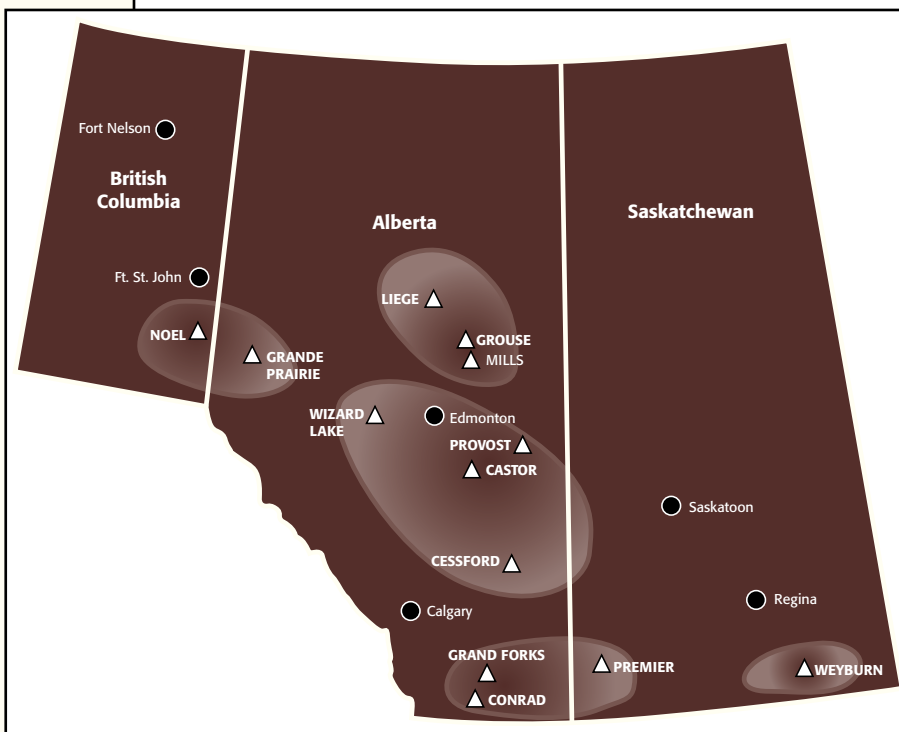 Fort Nelson
British
Columbia
Alberta
Saskatchewan
Ft. St. John
LIEGE
NOEL
GROUSE
GRANDE
PRAIRIE
MILLS
WIZARD
LAKE
Edmonton
PROVOST
CASTOR
Saskatoon
CESSFORD
Calgary
Regina
GRAND FORKS
PREMIER
WEYBURN
CONRAD